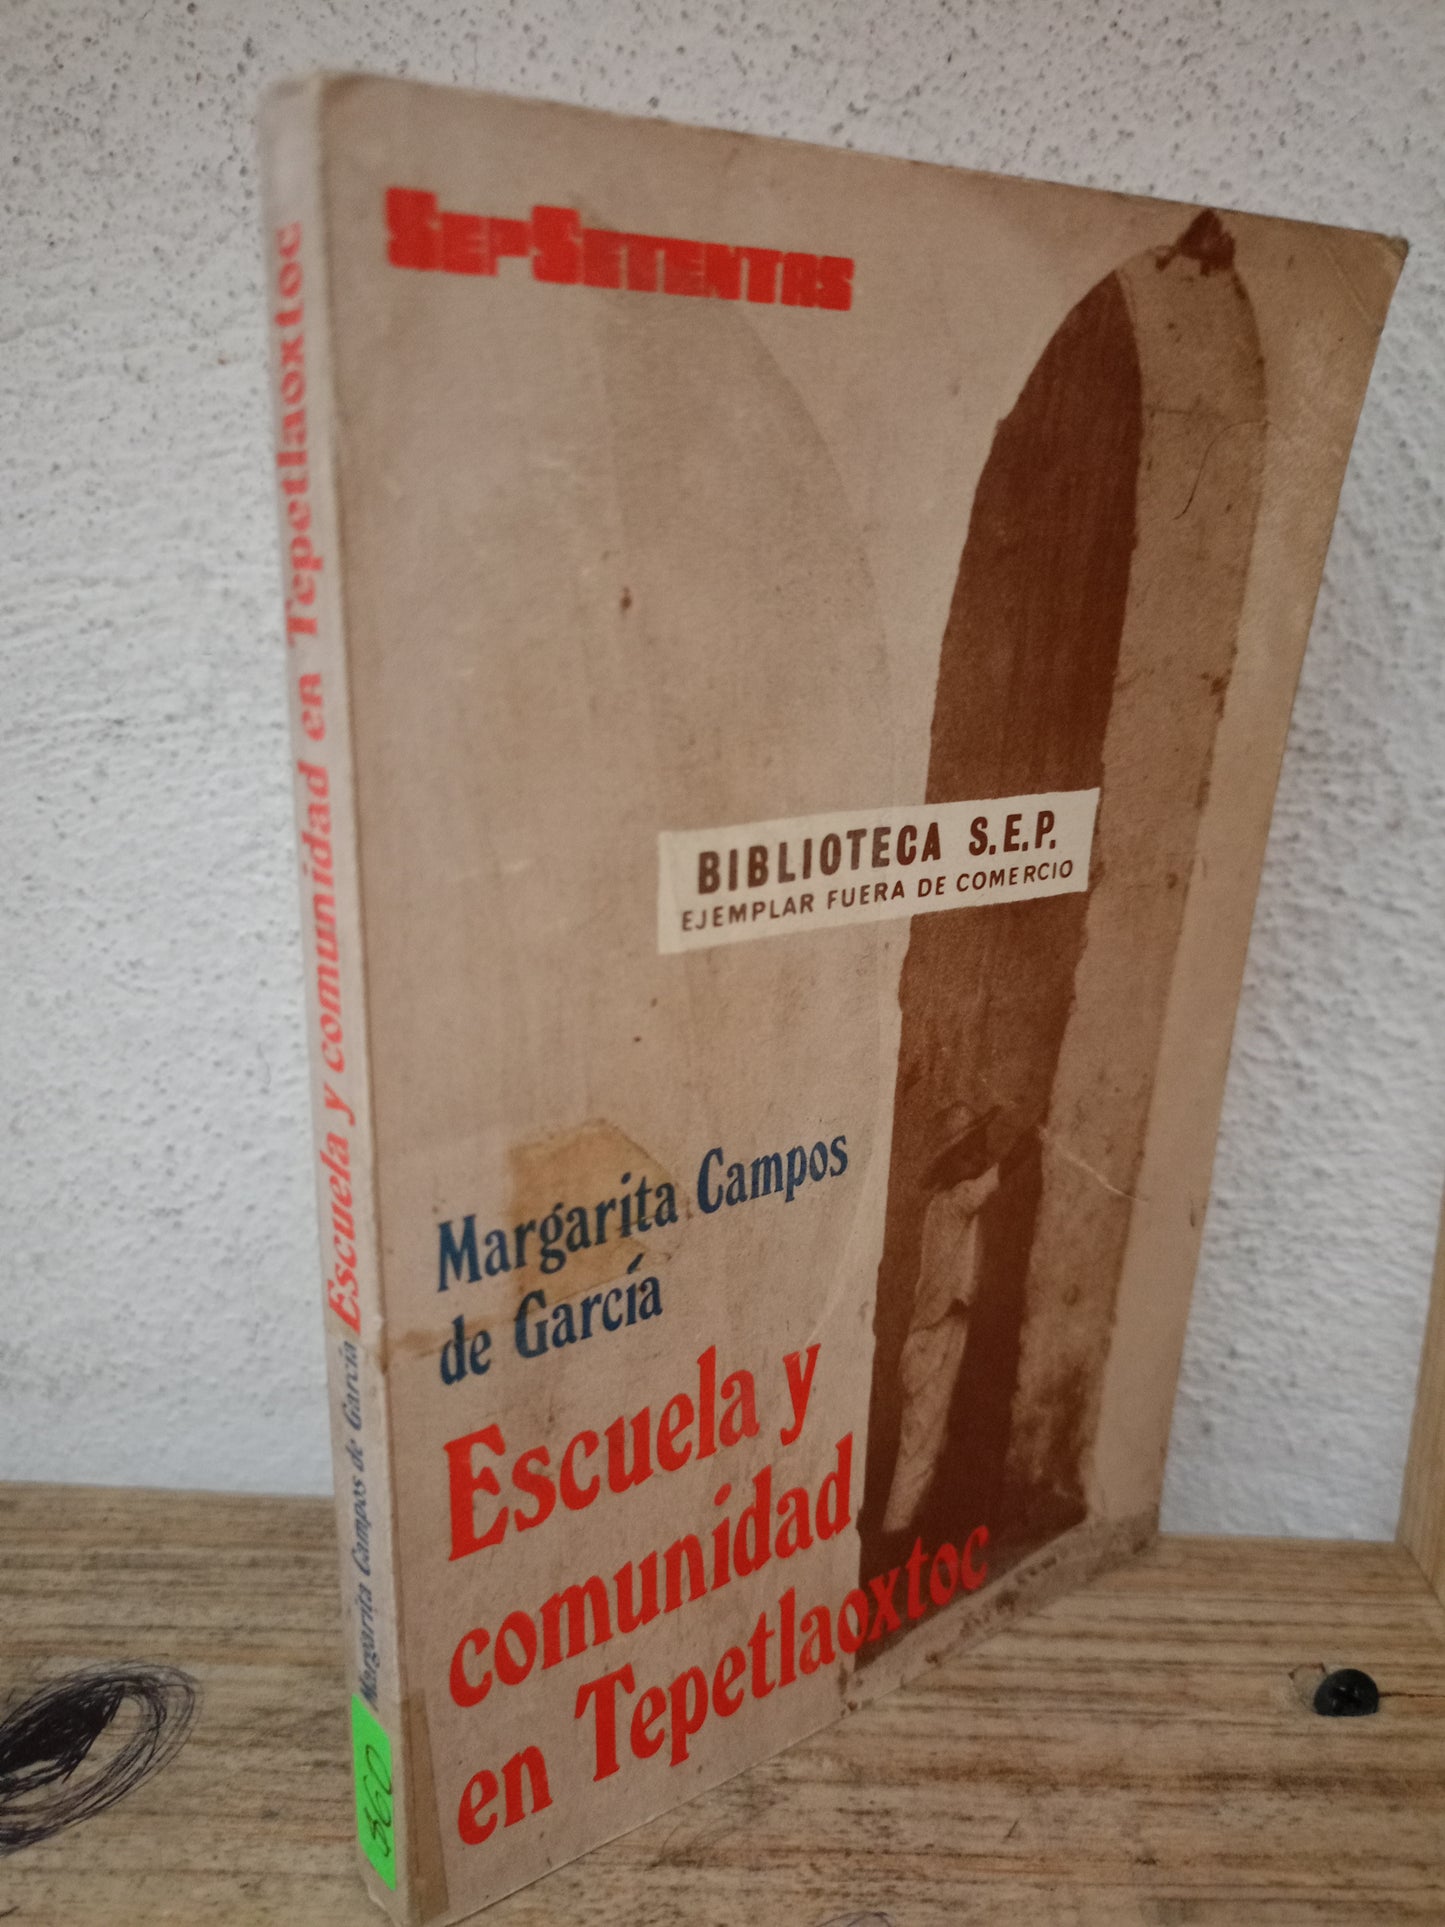 SepSetentas
BIBLIOTECA S.E.P.
EJEMPLAR FUERA DE COMERCIO
Margarita Campos
de García
Escuela y
comunidad
en Tepetlaoxtoc
Margarita Campos de García Escuela y comunidad en Tepetlaoxtoc
$60